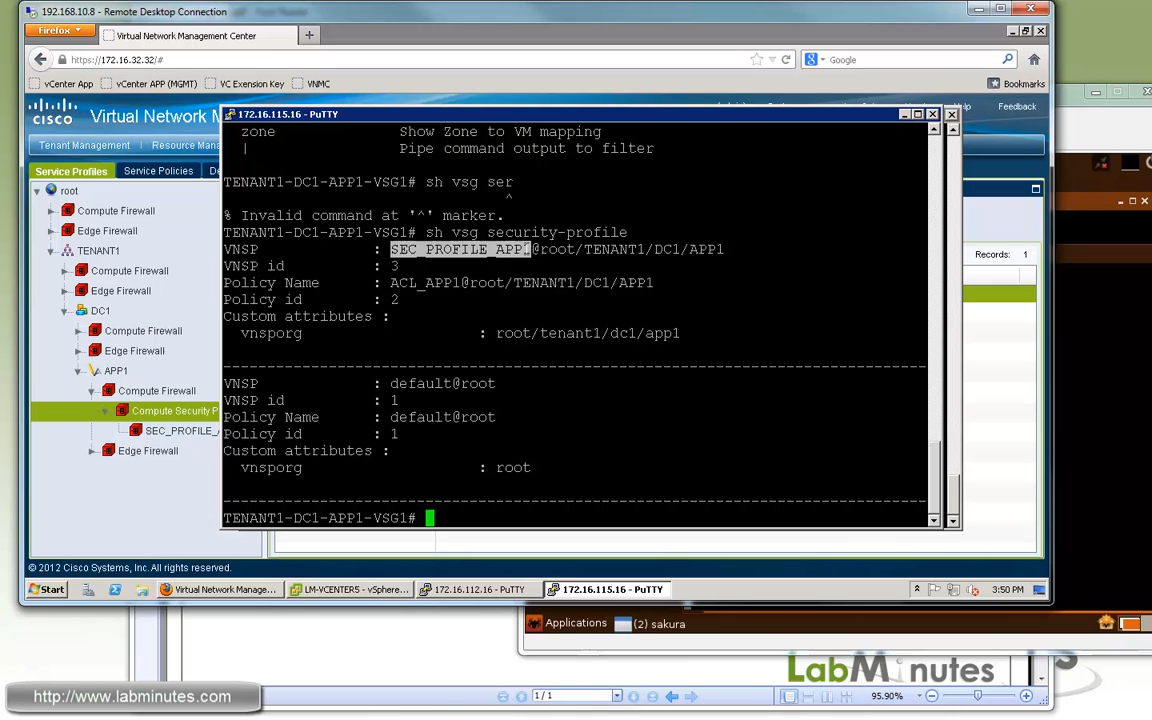 192.168.10.8 - Remote Desktop Connection
Firefox
Virtual Network Management Center
https://172.16.32.32/#
Google
vCenter App
vCenter APP (MGMT)
VC Exension Key
VNMC
Bookmarks
CISCO
Virtual Network M
Feedback
Tenant Management
Resource Mana
Service Profiles
Service Policies
De
root
Compute Firewall
Edge Firewall
TENANT1
Compute Firewall
Edge Firewall
DC1
Compute Firewall
Edge Firewall
APP1
Compute Firewall
Compute Security P
SEC_PROFILE_A
Edge Firewall
172.16.115.16 - PuTTY
zone Show Zone to VM mapping
| Pipe command output to filter
TENANT1-DC1-APP1-VSG1# sh vsg ser
^
% Invalid command at '^' marker.
TENANT1-DC1-APP1-VSG1# sh vsg security-profile
VNSP : SEC_PROFILE_APP1@root/TENANT1/DC1/APP1
VNSP id : 3
Policy Name : ACL_APP1@root/TENANT1/DC1/APP1
Policy id : 2
Custom attributes :
vnsporg : root/tenant1/dc1/app1
--------------------------------------------------------------------------------
VNSP : default@root
VNSP id : 1
Policy Name : default@root
Policy id : 1
Custom attributes :
vnsporg : root
--------------------------------------------------------------------------------
TENANT1-DC1-APP1-VSG1#
Records: 1
© 2012 Cisco Systems, Inc. All rights reserved.
Start
Virtual Network Manage...
LM-VCENTER5 - vSphere...
172.16.112.16 - PuTTY
172.16.115.16 - PuTTY
3:50 PM
Applications
(2) sakura
LabMinutes
http://www.labminutes.com
1 / 1
95.90%